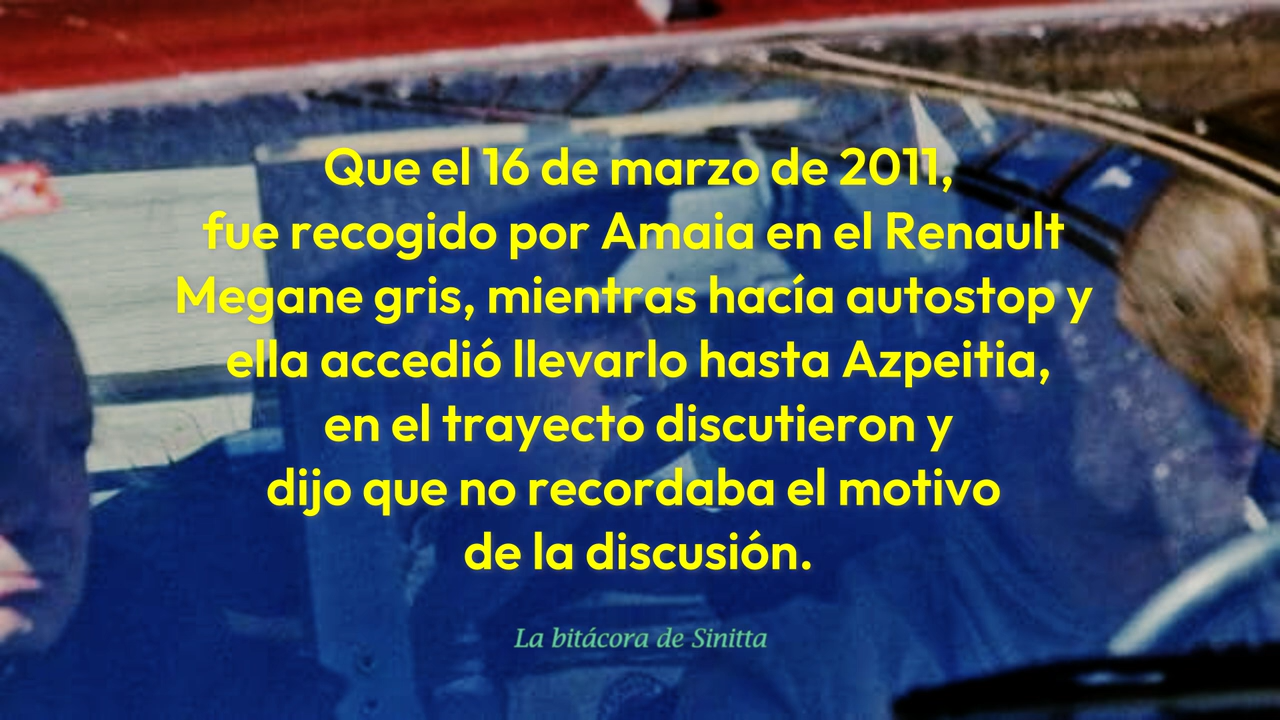 Que el 16 de marzo de 2011,
fue recogido por Amaia en el Renault
Megane gris, mientras hacía autostop y
ella accedió llevarlo hasta Azpeitia,
en el trayecto discutieron y
dijo que no recordaba el motivo
de la discusión.
La bitácora de Sinitta